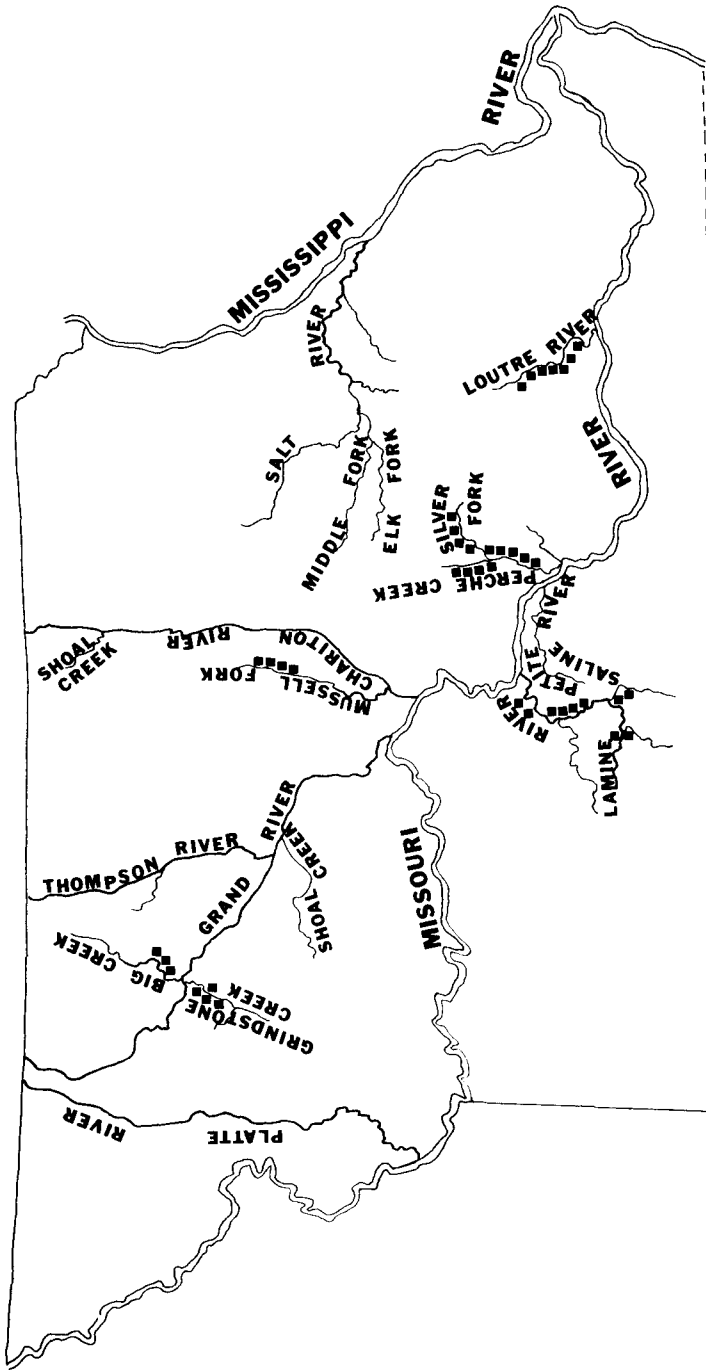 MISSISSIPPI RIVER
SALT RIVER
MIDDLE FORK
ELK FORK
LOUTRE RIVER
SILVER FORK
PERCHE CREEK
RIVER
SHOAL CREEK
CHARITON RIVER
MUSSELL FORK
PETITE SALINE RIVER
LAMINE RIVER
THOMPSON RIVER
GRAND RIVER
SHOAL CREEK
MISSOURI
BIG CREEK
GRINDSTONE CREEK
PLATTE RIVER